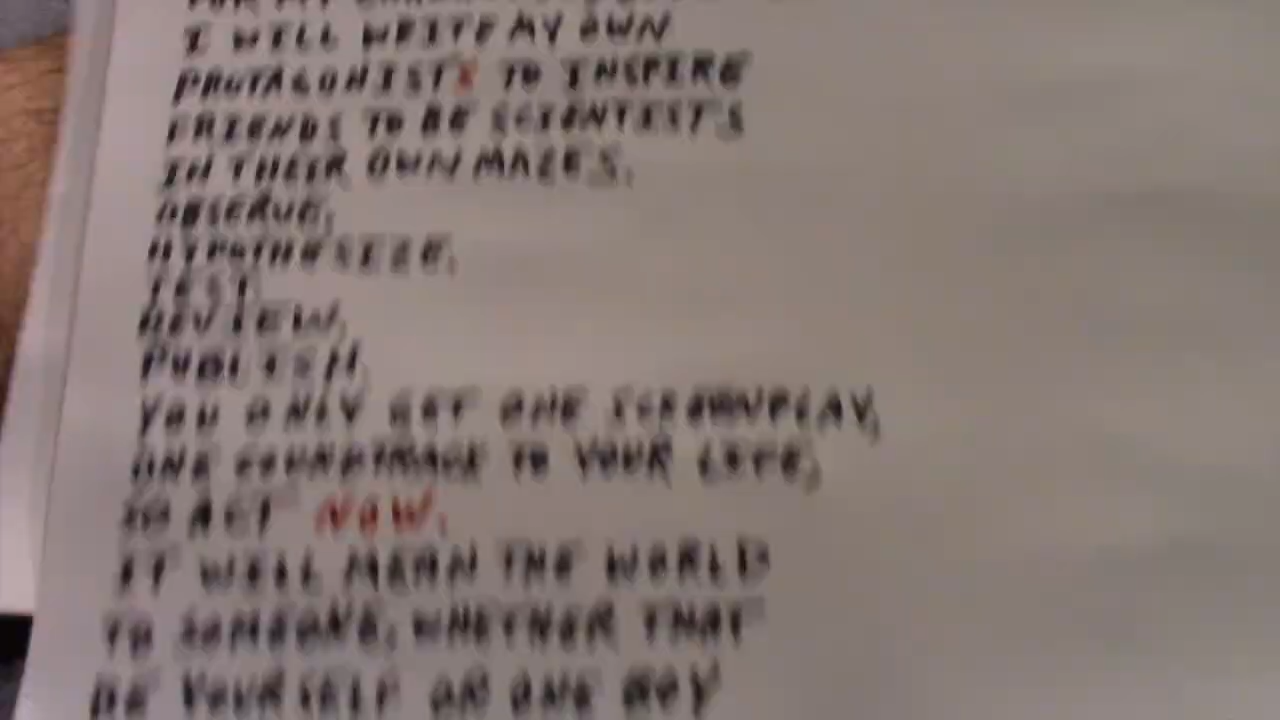 I WILL WRITE MY OWN
PROTAGONISTS TO INSPIRE
FRIENDS TO BE SCIENTISTS
IN THEIR OWN MAZES.
OBSERVE,
HYPOTHESIZE,
TEST,
REVIEW,
PUBLISH,
YOU ONLY GET ONE SCREENPLAY,
ONE SOUNDTRACK TO YOUR LIFE,
SO ACT NOW.
IT WILL MEAN THE WORLD
TO SOMEONE, WHETHER THAT
BE YOURSELF OR ONE BOY